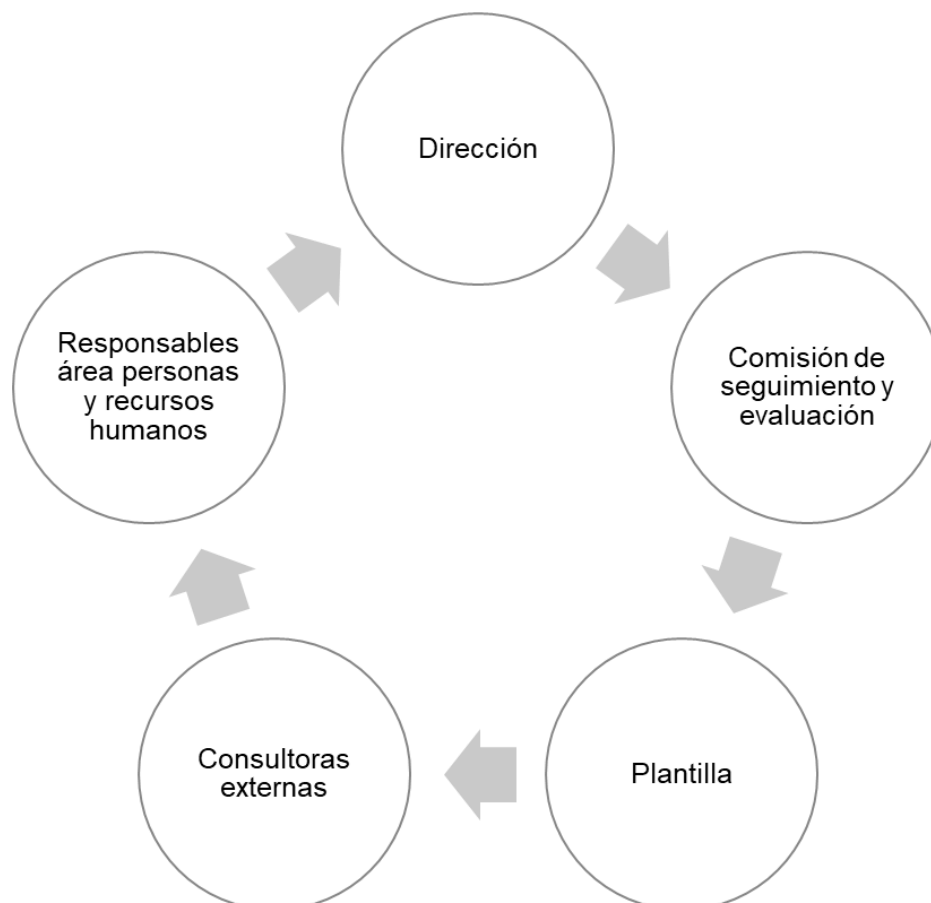 Dirección
Comisión de
seguimiento y
evaluación
Plantilla
Consultoras
externas
Responsables
área personas
y recursos
humanos